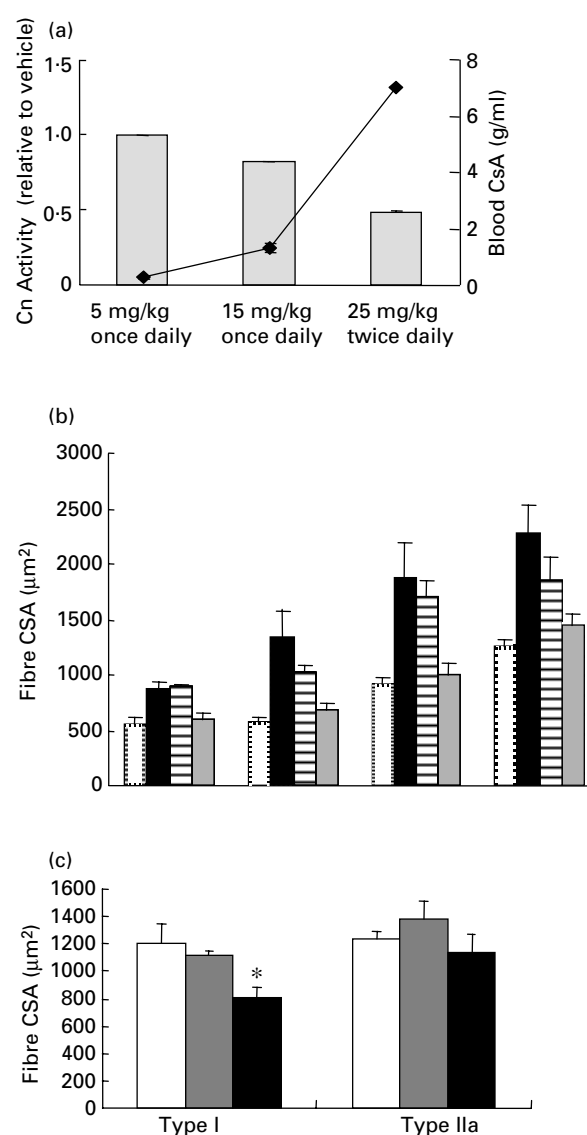 (a)
Cn Activity (relative to vehicle)
1·5
1.0
0·5
0
8
6
4
2
0
Blood CsA (g/ml)
5 mg/kg
once daily
15 mg/kg
once daily
25 mg/kg
twice daily
(b)
Fibre CSA (μm²)
3000
2500
2000
1500
1000
500
0
(c)
Fibre CSA (μm²)
1600
1400
1200
1000
800
600
400
200
0
*
Type I
Type IIa